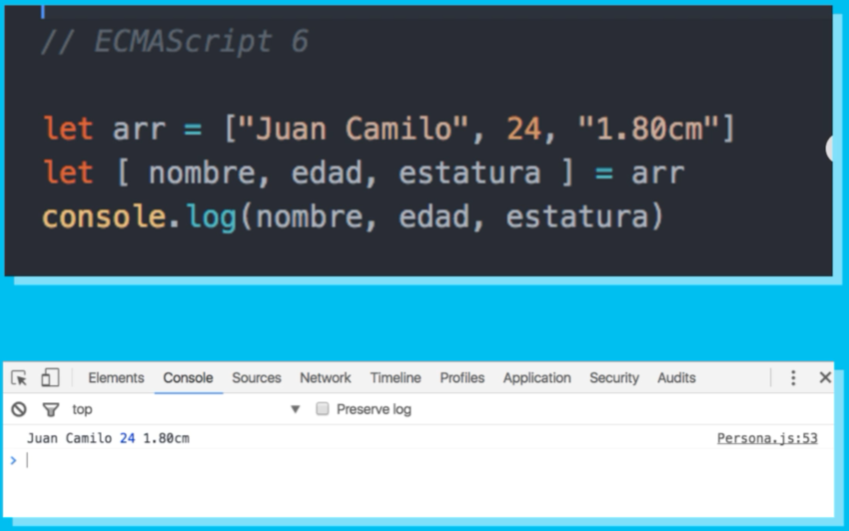 // ECMAScript 6
let arr = ["Juan Camilo", 24, "1.80cm"]
let [ nombre, edad, estatura ] = arr
console.log(nombre, edad, estatura)
Elements Console Sources Network Timeline Profiles Application Security Audits
top Preserve log
Juan Camilo 24 1.80cm Persona.js:53
>